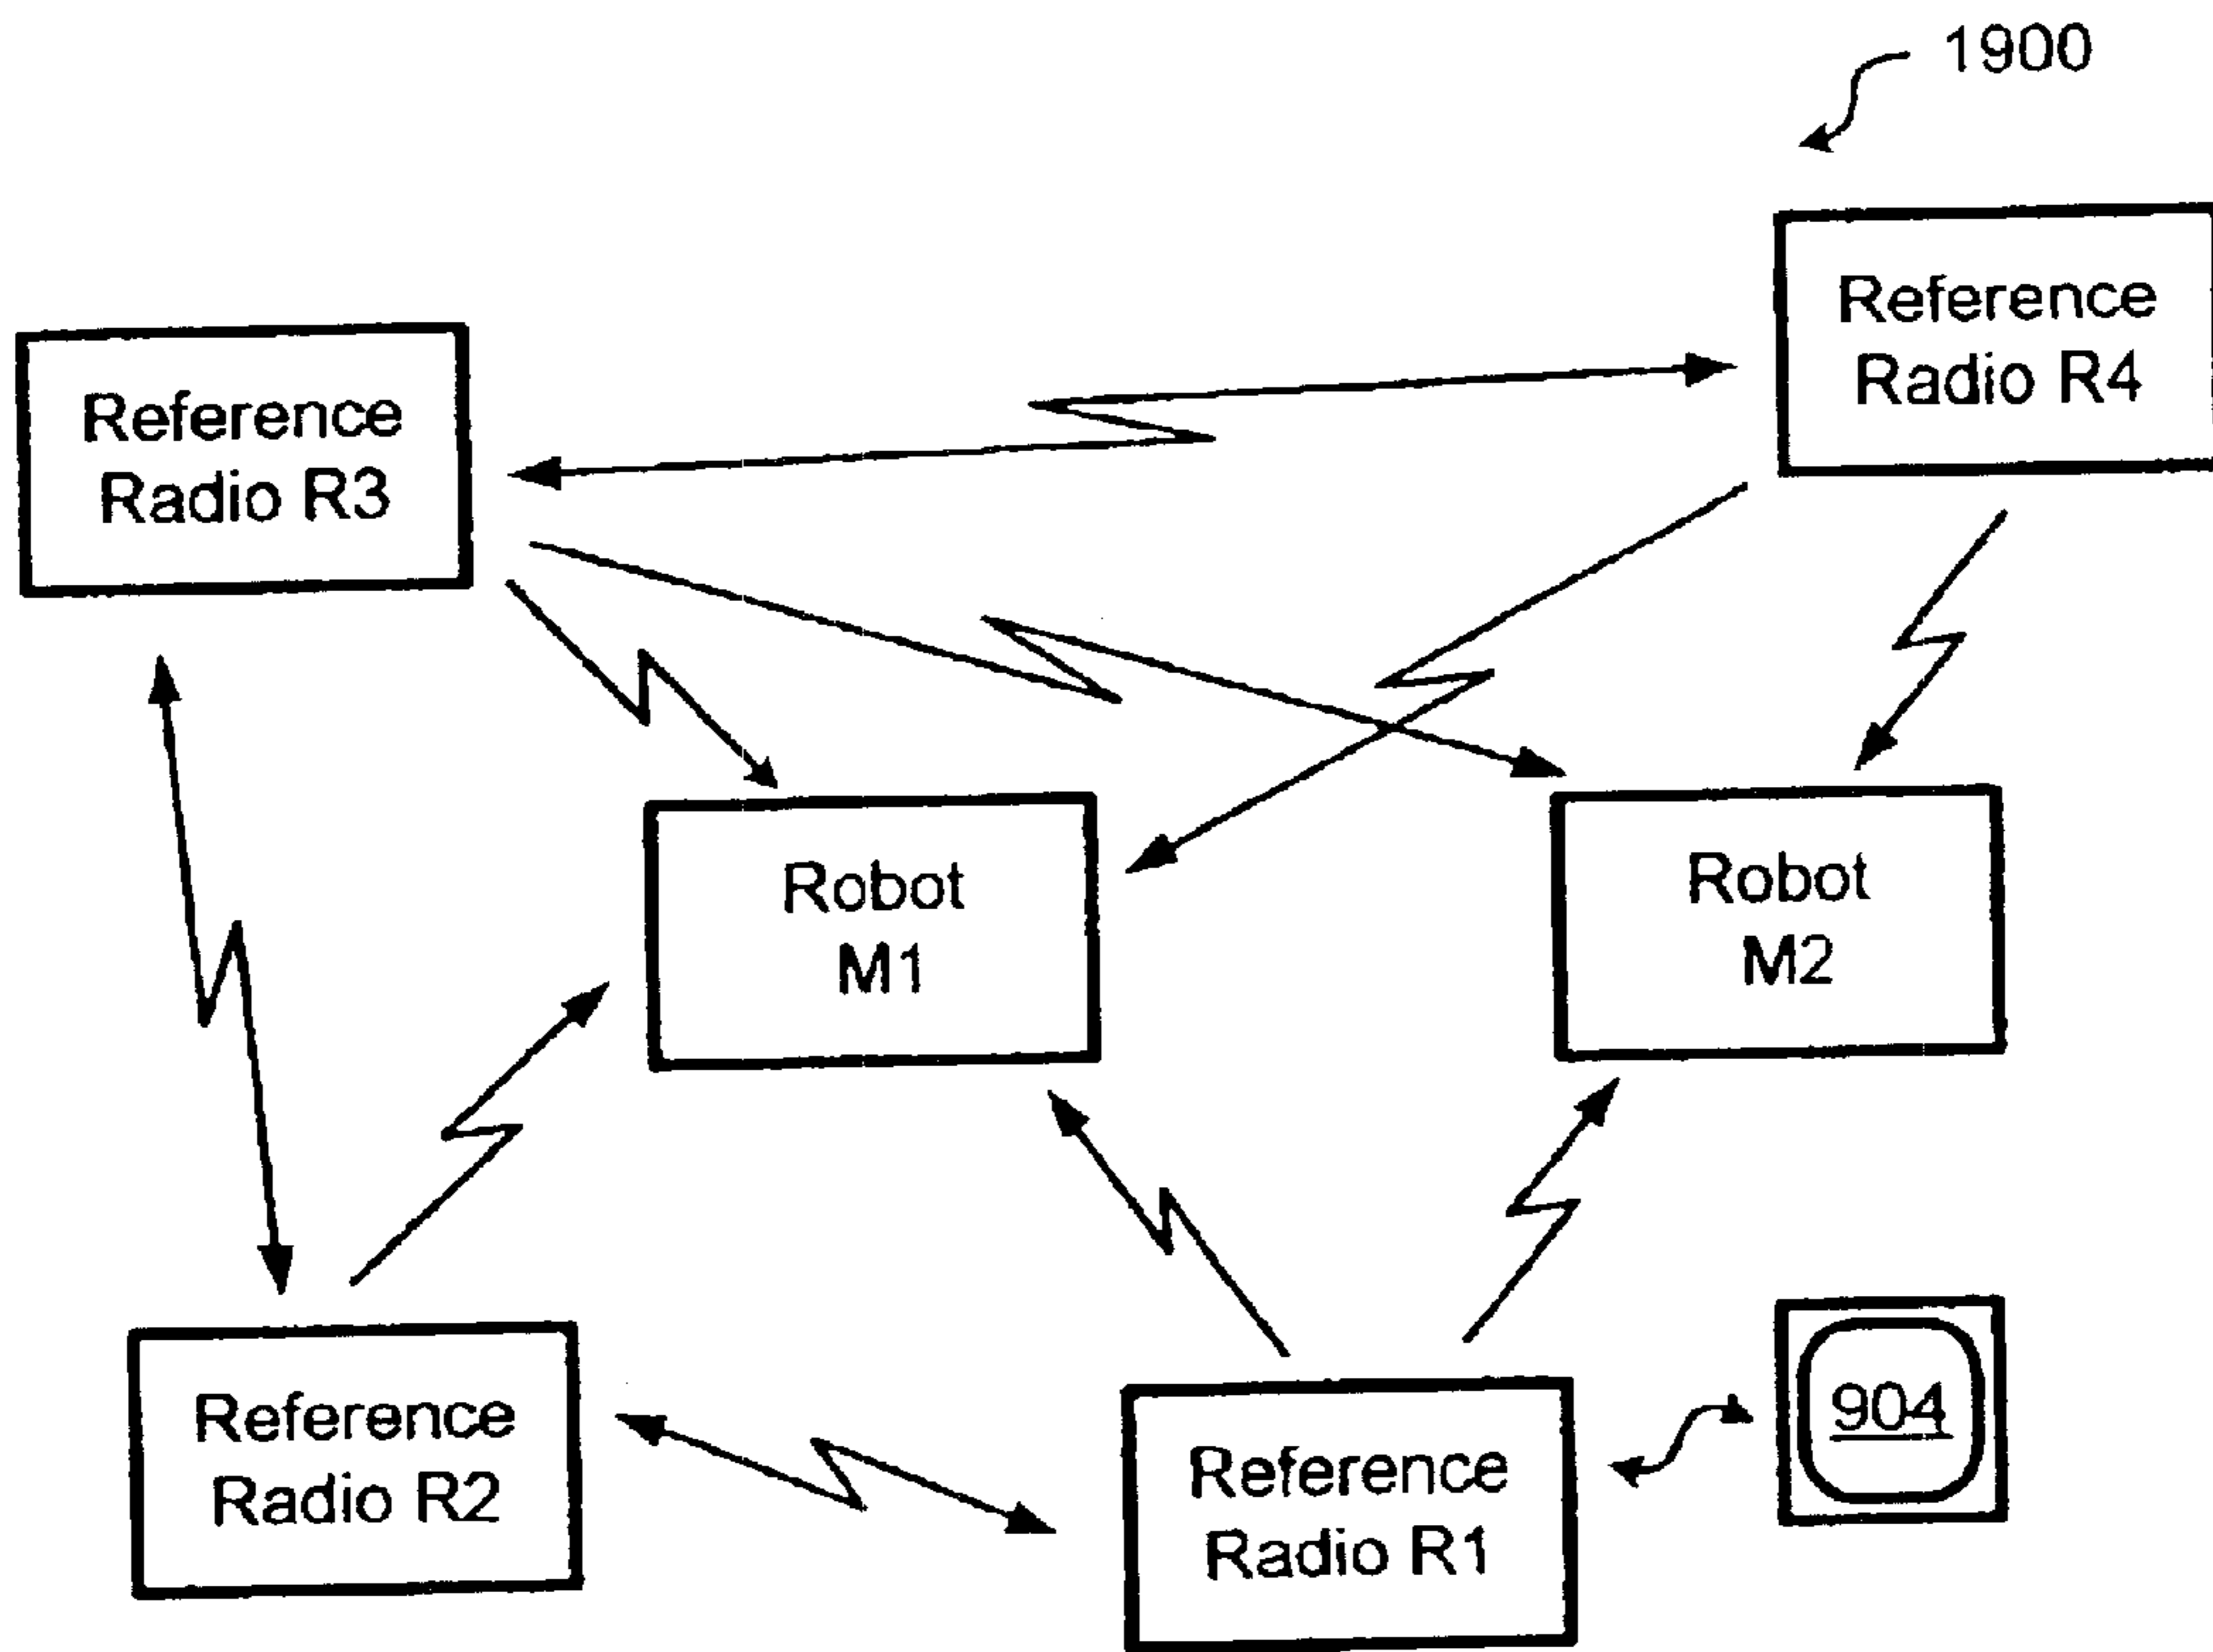 1900
Reference
Radio R4
Reference
Radio R3
Robot
M1
Robot
M2
Reference
Radio R2
Reference
Radio R1
904